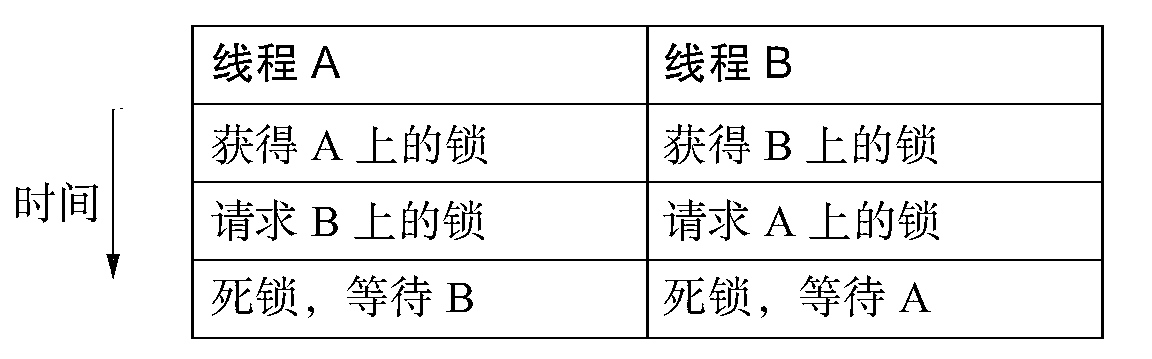 线程 A 线程 B
获得 A 上的锁 获得 B 上的锁
时间
请求 B 上的锁 请求 A 上的锁
死锁，等待 B 死锁，等待 A